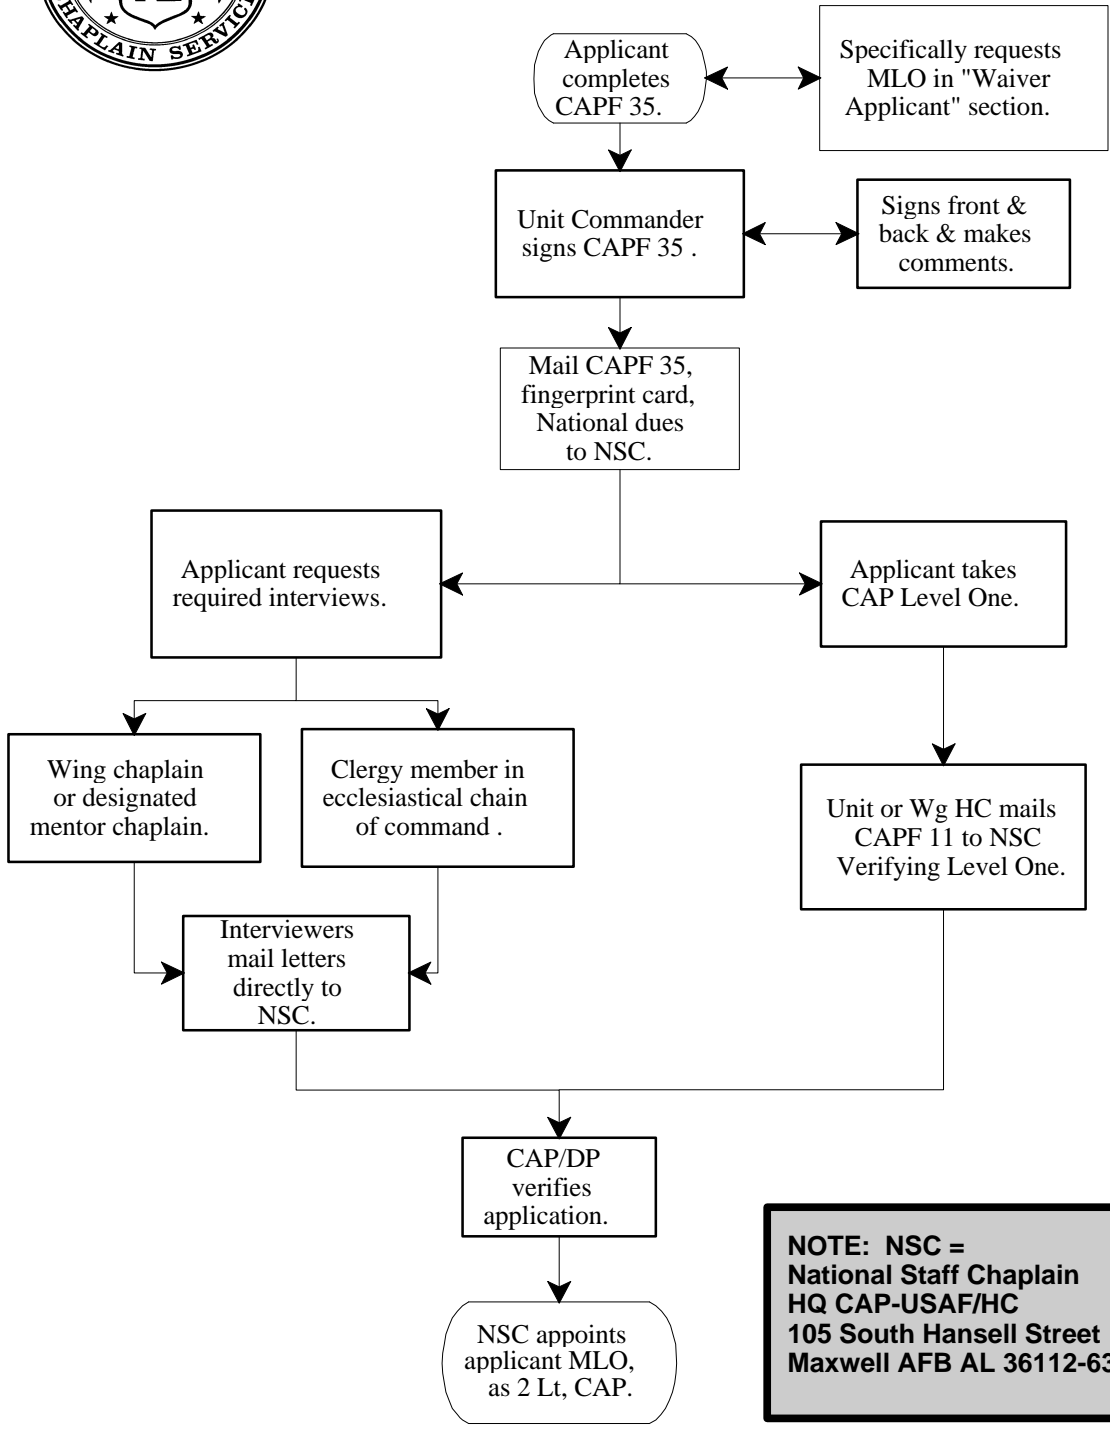 HAPLAIN SERVIC
Applicant
completes
CAPF 35.
Specifically requests
MLO in "Waiver
Applicant" section.
Unit Commander
signs CAPF 35 .
Signs front &
back & makes
comments.
Mail CAPF 35,
fingerprint card,
National dues
to NSC.
Applicant requests
required interviews.
Applicant takes
CAP Level One.
Wing chaplain
or designated
mentor chaplain.
Clergy member in
ecclesiastical chain
of command .
Unit or Wg HC mails
CAPF 11 to NSC
Verifying Level One.
Interviewers
mail letters
directly to
NSC.
CAP/DP
verifies
application.
NSC appoints
applicant MLO,
as 2 Lt, CAP.
NOTE: NSC =
National Staff Chaplain
HQ CAP-USAF/HC
105 South Hansell Street
Maxwell AFB AL 36112-63